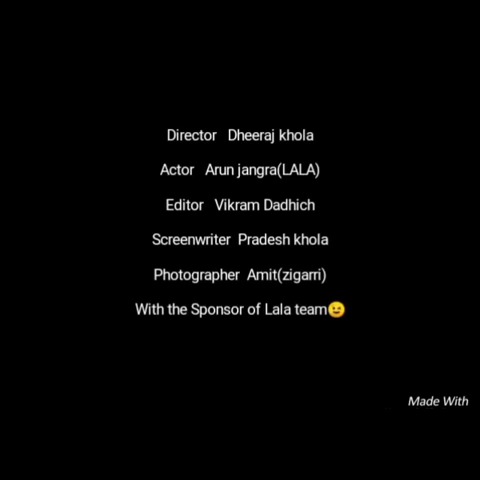 Director Dheeraj khola
Actor Arun jangra(LALA)
Editor Vikram Dadhich
Screenwriter Pradesh khola
Photographer Amit(zigarri)
With the Sponsor of Lala team😉
Made With